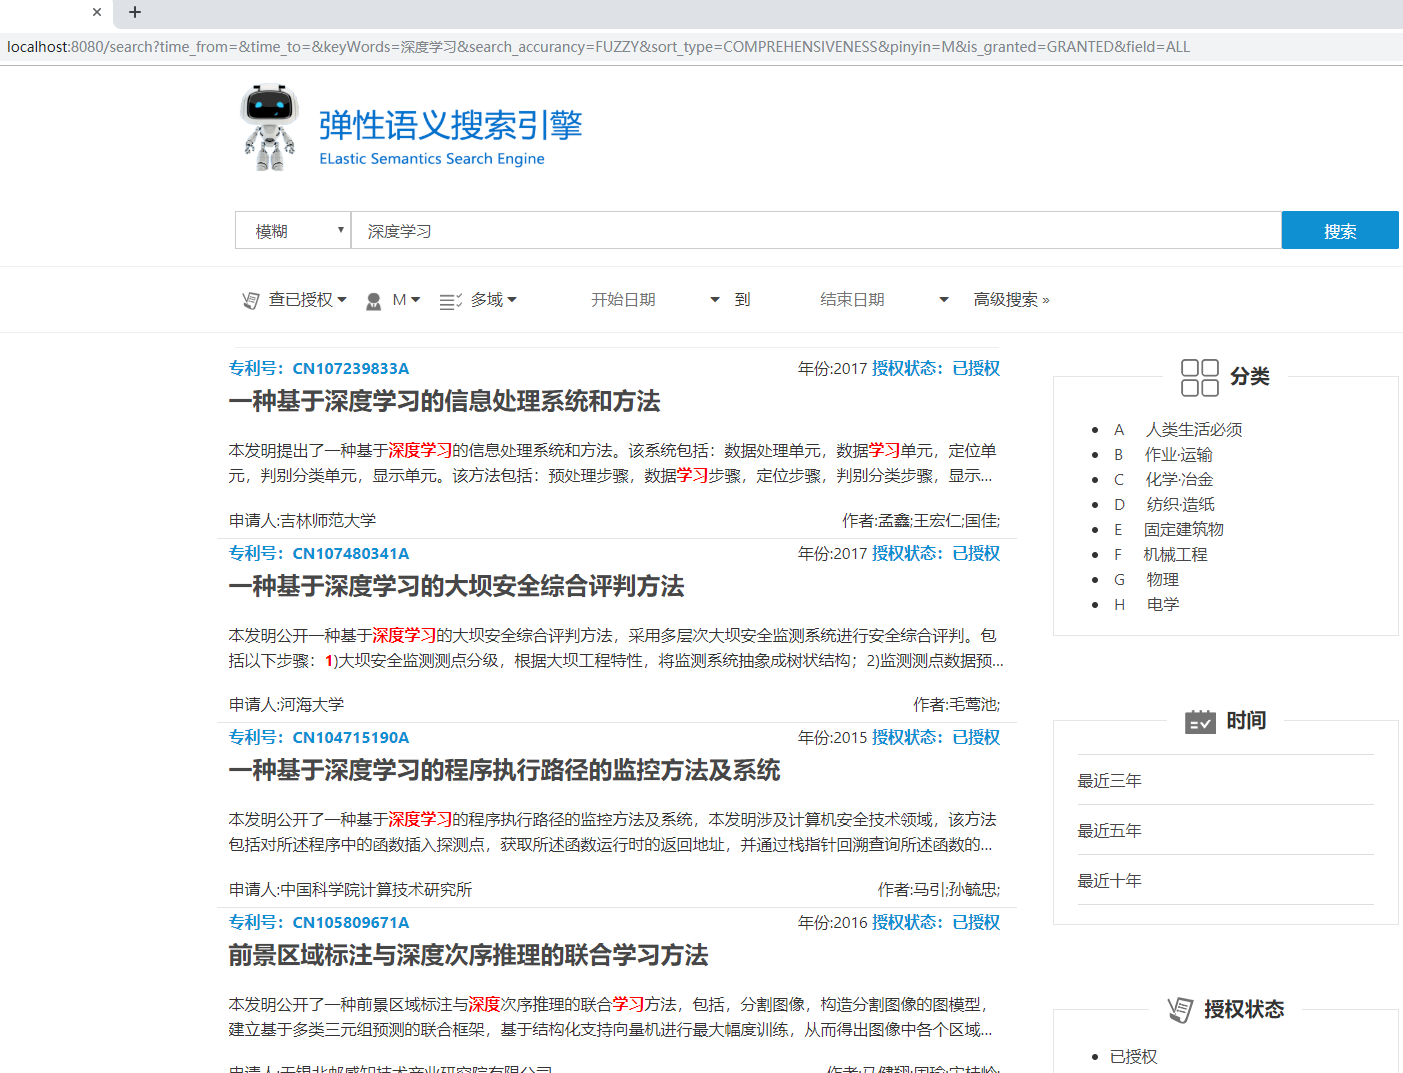 localhost:8080/search?time_from=&time_to=&keyWords=深度学习&search_accurancy=FUZZY&sort_type=COMPREHENSIVENESS&pinyin=M&is_granted=GRANTED&field=ALL
弹性语义搜索引擎
ELastic Semantics Search Engine
模糊 深度学习 搜索
查已授权 M 多域 开始日期 到 结束日期 高级搜索 »
专利号：CN107239833A 年份:2017 授权状态：已授权
一种基于深度学习的信息处理系统和方法
本发明提出了一种基于深度学习的信息处理系统和方法。该系统包括：数据处理单元，数据学习单元，定位单
元，判别分类单元，显示单元。该方法包括：预处理步骤，数据学习步骤，定位步骤，判别分类步骤，显示...
申请人:吉林师范大学 作者:孟鑫;王宏仁;国佳;
专利号：CN107480341A 年份:2017 授权状态：已授权
一种基于深度学习的大坝安全综合评判方法
本发明公开一种基于深度学习的大坝安全综合评判方法，采用多层次大坝安全监测系统进行安全综合评判。包
括以下步骤：1)大坝安全监测测点分级，根据大坝工程特性，将监测系统抽象成树状结构；2)监测测点数据预...
申请人:河海大学 作者:毛莺池;
专利号：CN104715190A 年份:2015 授权状态：已授权
一种基于深度学习的程序执行路径的监控方法及系统
本发明公开了一种基于深度学习的程序执行路径的监控方法及系统，本发明涉及计算机安全技术领域，该方法
包括对所述程序中的函数插入探测点，获取所述函数运行时的返回地址，并通过栈指针回溯查询所述函数的...
申请人:中国科学院计算技术研究所 作者:马引;孙毓忠;
专利号：CN105809671A 年份:2016 授权状态：已授权
前景区域标注与深度次序推理的联合学习方法
本发明公开了一种前景区域标注与深度次序推理的联合学习方法，包括，分割图像，构造分割图像的图模型，
建立基于多类三元组预测的联合框架，基于结构化支持向量机进行最大幅度训练，从而得出图像中各个区域...
分类
A 人类生活必须
B 作业·运输
C 化学·冶金
D 纺织·造纸
E 固定建筑物
F 机械工程
G 物理
H 电学
时间
最近三年
最近五年
最近十年
授权状态
已授权